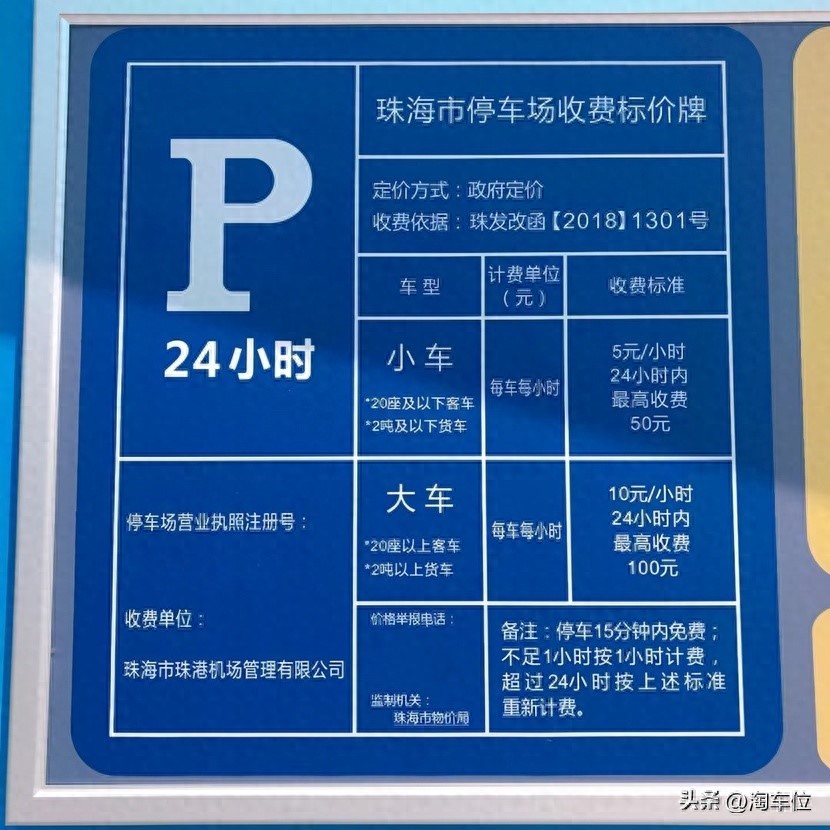 P
24小时
珠海市停车场收费标价牌
定价方式：政府定价
收费依据：珠发改函【2018】1301号
车型
计费单位
（元）
收费标准
小车
*20座及以下客车
*2吨及以下货车
每车每小时
5元/小时
24小时内
最高收费
50元
大车
*20座以上客车
*2吨以上货车
每车每小时
10元/小时
24小时内
最高收费
100元
停车场营业执照注册号：
收费单位：
珠海市珠港机场管理有限公司
价格举报电话：
监制机关：
珠海市物价局
备注：停车15分钟内免费；
不足1小时按1小时计费，
超过24小时按上述标准
重新计费。
头条 @淘车位